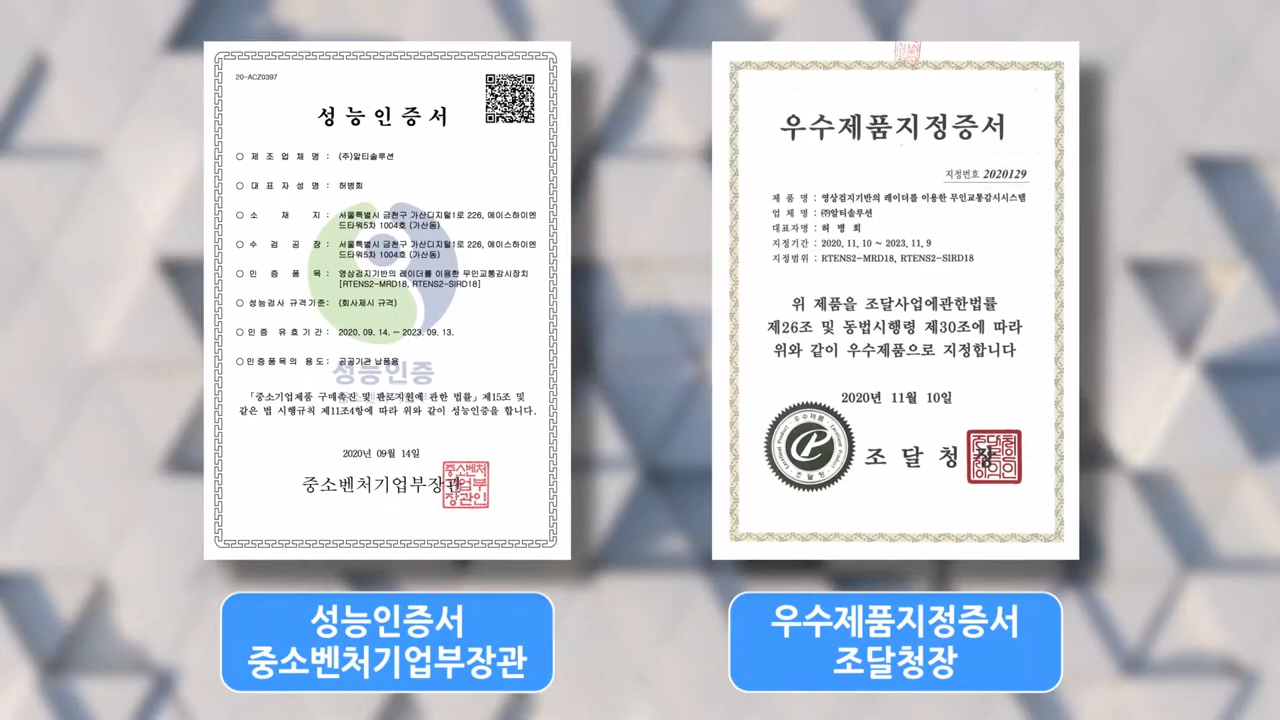 20-ACZ0397
성능인증서
○ 제조업체명 : (주)알티솔루션
○ 대표자성명 : 허병회
○ 소재지 : 서울특별시 금천구 가산디지털1로 226, 에이스하이엔
드타워5차 1004호 (가산동)
○ 수검공장 : 서울특별시 금천구 가산디지털1로 226, 에이스하이엔
드타워5차 1004호 (가산동)
○ 인증품목 : 영상검지기반의 레이더를 이용한 무인교통감시장치
[RTENS2-MRD18, RTENS2-SIRD18]
○ 성능검사 규격기준: (회사제시 규격)
○ 인증 유효기간 : 2020. 09. 14. ~ 2023. 09. 13.
○ 인증품목의 용도: 공공기관 납품용
성능인증
「중소기업제품 구매촉진 및 판로지원에 관한 법률」 제15조 및
같은 법 시행규칙 제11조4항에 따라 위와 같이 성능인증을 합니다.
2020년 09월 14일
중소벤처기업부장관
중소벤처
기업부
장관인
우수제품지정증서
지정번호 2020129
제품명 : 영상검지기반의 레이더를 이용한 무인교통감시시스템
업체명 : ㈜알티솔루션
대표자명 : 허병회
지정기간 : 2020. 11. 10 ~ 2023. 11. 9
지정범위 : RTENS2-MRD18, RTENS2-SIRD18
위 제품을 조달사업에관한법률
제26조 및 동법시행령 제30조에 따라
위와 같이 우수제품으로 지정합니다
2020년 11월 10일
우수제품
Excellent Product
조달청
조달청장
성능인증서
중소벤처기업부장관
우수제품지정증서
조달청장